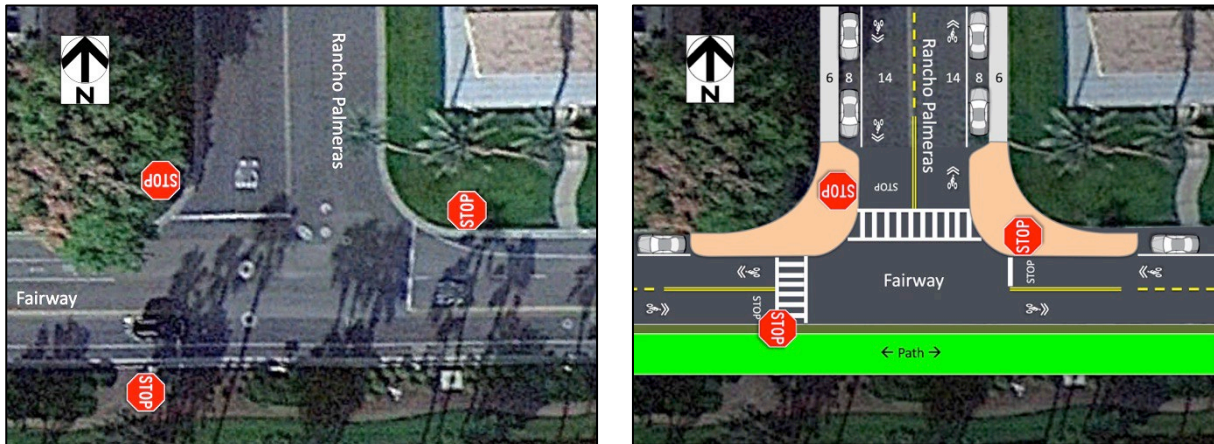 N
Rancho Palmeras
STOP
STOP
Fairway
STOP
N
6
8
14
Rancho Palmeras
14
8
6
STOP
STOP
STOP
STOP
Fairway
STOP
STOP
← Path →